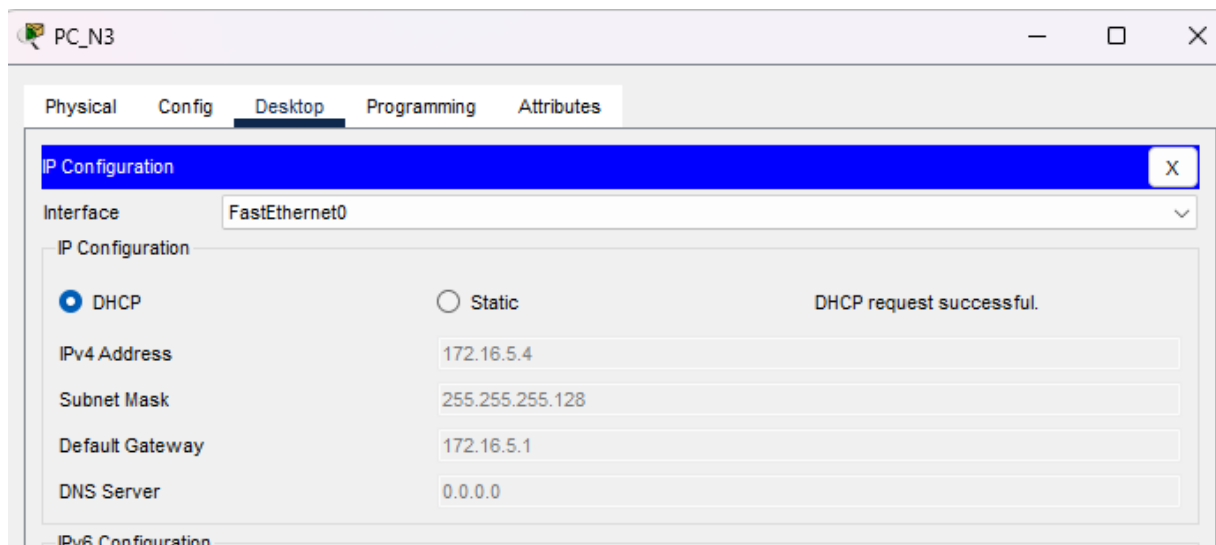 PC_N3
Physical Config Desktop Programming Attributes
IP Configuration X
Interface FastEthernet0
IP Configuration
DHCP Static DHCP request successful.
IPv4 Address 172.16.5.4
Subnet Mask 255.255.255.128
Default Gateway 172.16.5.1
DNS Server 0.0.0.0
IPv6 Configuration